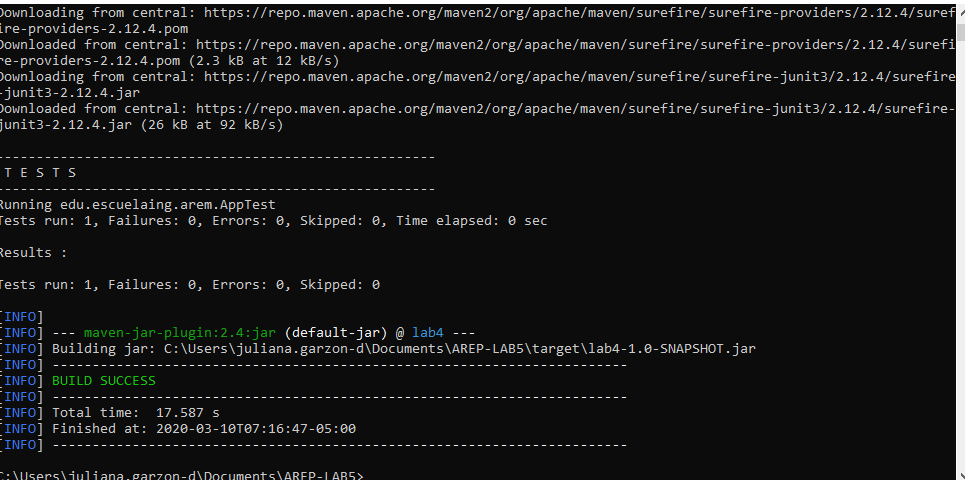 Downloading from central: https://repo.maven.apache.org/maven2/org/apache/maven/surefire/surefire-providers/2.12.4/suref
ire-providers-2.12.4.pom
Downloaded from central: https://repo.maven.apache.org/maven2/org/apache/maven/surefire/surefire-providers/2.12.4/surefi
re-providers-2.12.4.pom (2.3 kB at 12 kB/s)
Downloading from central: https://repo.maven.apache.org/maven2/org/apache/maven/surefire/surefire-junit3/2.12.4/surefire
-junit3-2.12.4.jar
Downloaded from central: https://repo.maven.apache.org/maven2/org/apache/maven/surefire/surefire-junit3/2.12.4/surefire-
junit3-2.12.4.jar (26 kB at 92 kB/s)
-------------------------------------------------------
T E S T S
-------------------------------------------------------
Running edu.escuelaing.arem.AppTest
Tests run: 1, Failures: 0, Errors: 0, Skipped: 0, Time elapsed: 0 sec
Results :
Tests run: 1, Failures: 0, Errors: 0, Skipped: 0
[INFO]
[INFO] --- maven-jar-plugin:2.4:jar (default-jar) @ lab4 ---
[INFO] Building jar: C:\Users\juliana.garzon-d\Documents\AREP-LAB5\target\lab4-1.0-SNAPSHOT.jar
[INFO] ------------------------------------------------------------------------
[INFO] BUILD SUCCESS
[INFO] ------------------------------------------------------------------------
[INFO] Total time:  17.587 s
[INFO] Finished at: 2020-03-10T07:16:47-05:00
[INFO] ------------------------------------------------------------------------
C:\Users\juliana.garzon-d\Documents\AREP-LAB5>